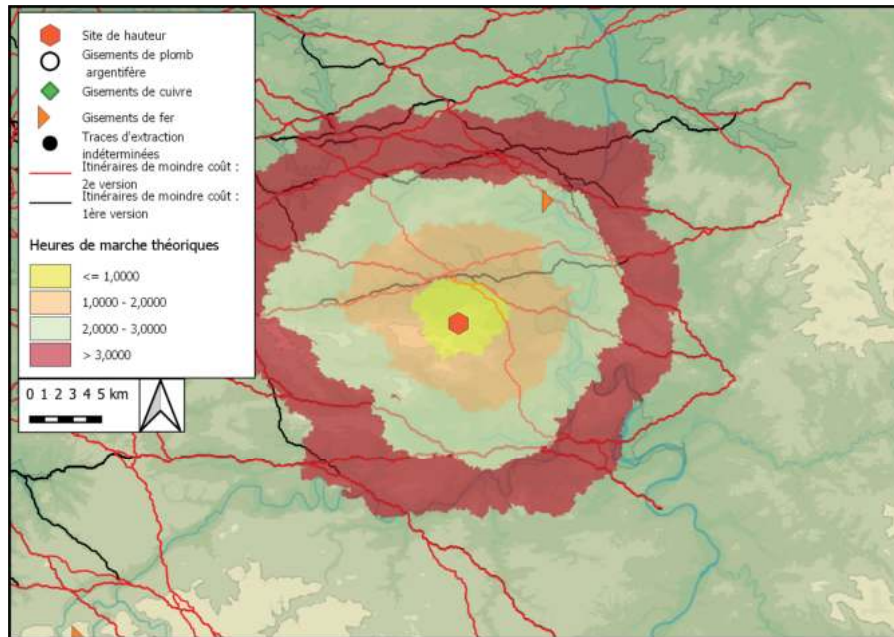 Site de hauteur
Gisements de plomb
argentifère
Gisements de cuivre
Gisements de fer
Traces d'extraction
indéterminées
Itinéraires de moindre coût :
2e version
Itinéraires de moindre coût :
1ère version
Heures de marche théoriques
<= 1,0000
1,0000 - 2,0000
2,0000 - 3,0000
> 3,0000
0 1 2 3 4 5 km